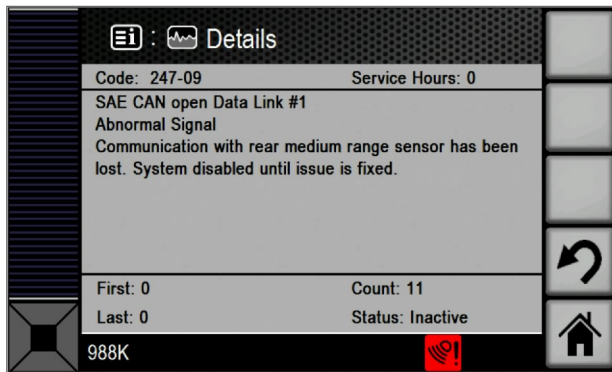 : Details
Code: 247-09 Service Hours: 0
SAE CAN open Data Link #1
Abnormal Signal
Communication with rear medium range sensor has been
lost. System disabled until issue is fixed.
First: 0 Count: 11
Last: 0 Status: Inactive
988K